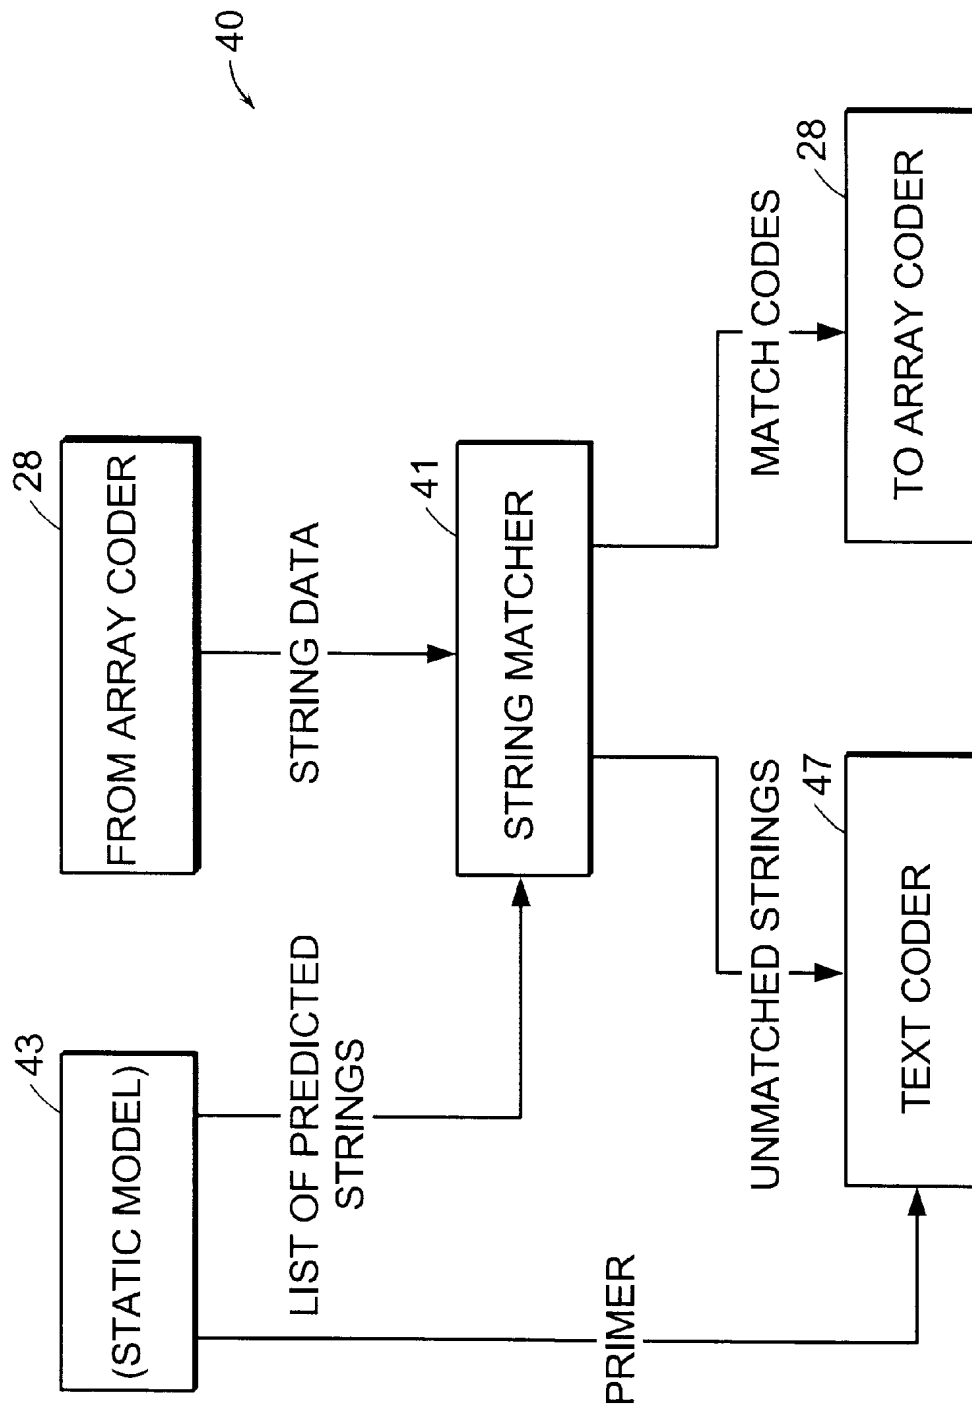 40
43
(STATIC MODEL)
28
FROM ARRAY CODER
LIST OF PREDICTED
STRINGS
STRING DATA
41
STRING MATCHER
PRIMER
UNMATCHED STRINGS
MATCH CODES
47
TEXT CODER
28
TO ARRAY CODER